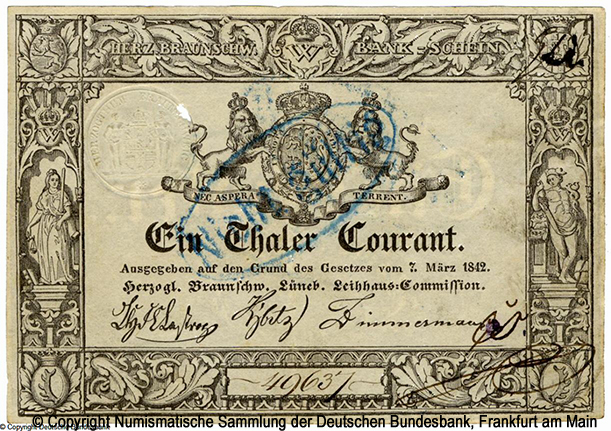 HERZ. BRAUNSCHW. BANK-SCHEIN
W
NEC ASPERA TERRENT.
Ein Thaler Courant.
Ausgegeben auf den Grund des Gesetzes vom 7. März 1842.
Herzogl. Braunschw. Lüneb. Leihhaus-Commission.
Zimmermann
49637
© Copyright Numismatische Sammlung der Deutschen Bundesbank, Frankfurt am Main